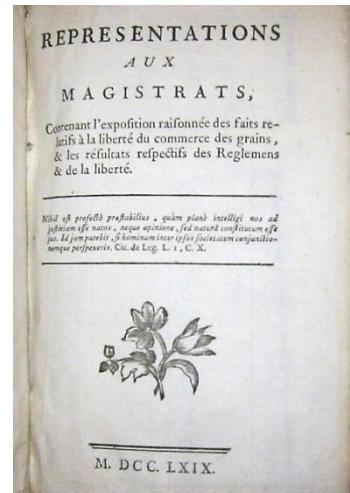 REPRESENTATIONS
AUX
MAGISTRATS,
Contenant l'exposition raisonnée des faits re-
latifs à la liberté du commerce des grains,
& les résultats respectifs des Reglemens
& de la liberté.
Nihil est profectò præstabilius, quàm planè intelligi nos ad
justitiam esse natos, neque opinione, sed naturâ constitutum esse
jus. Id jam patebit, si hominum inter ipsos societatem conjunctio-
nemque perspexeris. Cic. de Leg. L. 1, C. X.
M. DCC. LXIX.